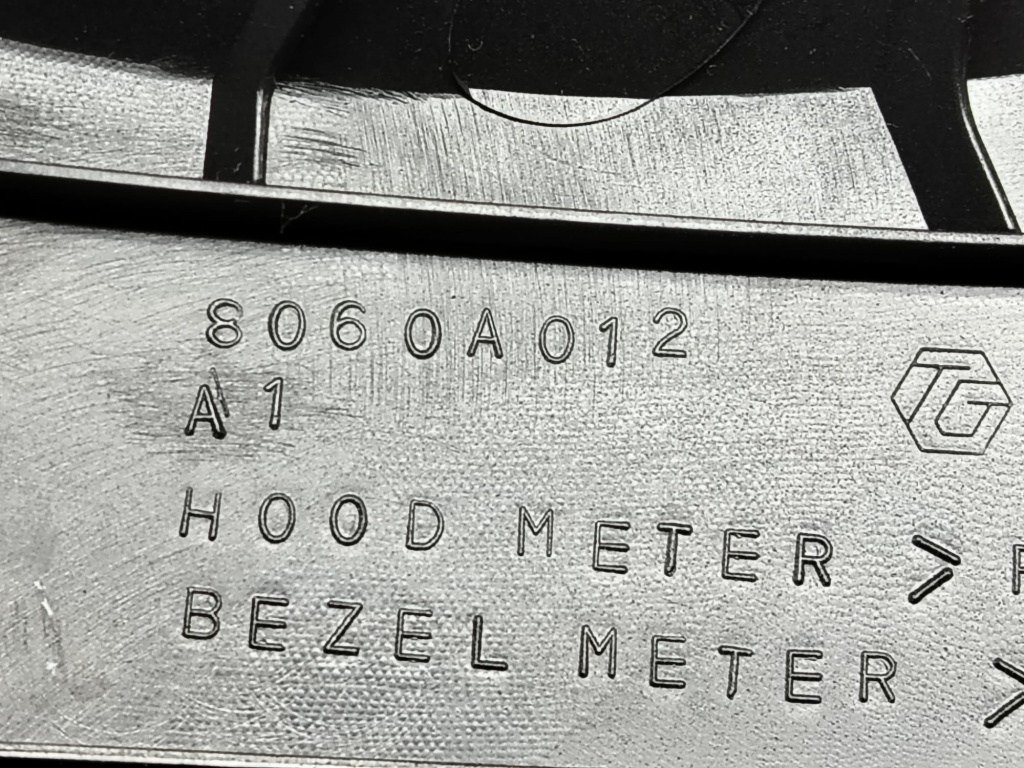 8060A012
A1
TG
HOOD METER >
BEZEL METER >